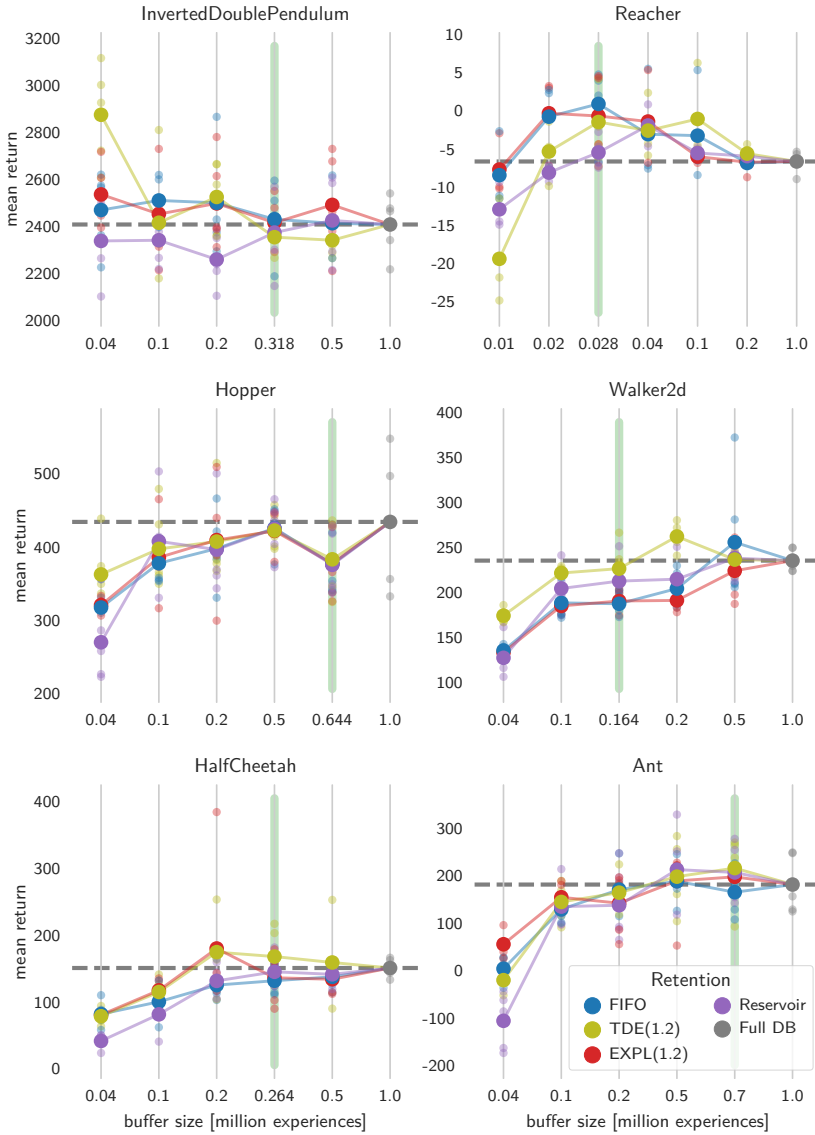 InvertedDoublePendulum
mean return
3200
3000
2800
2600
2400
2200
2000
0.04 0.1 0.2 0.318 0.5 1.0
Reacher
10
5
0
-5
-10
-15
-20
-25
0.01 0.02 0.028 0.04 0.1 0.2 1.0
Hopper
mean return
500
400
300
200
0.04 0.1 0.2 0.5 0.644 1.0
Walker2d
400
350
300
250
200
150
100
0.04 0.1 0.164 0.2 0.5 1.0
HalfCheetah
mean return
400
300
200
100
0
0.04 0.1 0.2 0.264 0.5 1.0
buffer size [million experiences]
Ant
300
200
100
0
-100
-200
Retention
FIFO
TDE(1.2)
EXPL(1.2)
Reservoir
Full DB
0.04 0.1 0.2 0.5 0.7 1.0
buffer size [million experiences]